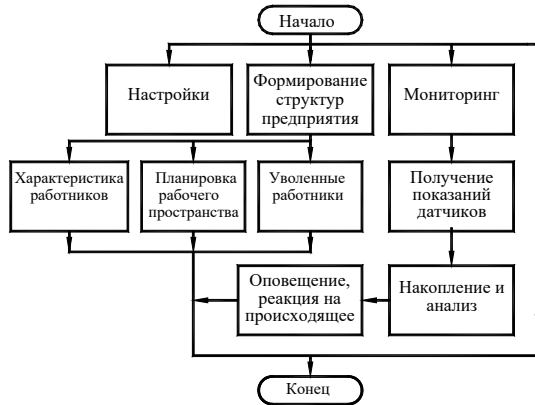 Начало
Настройки
Формирование
структур
предприятия
Мониторинг
Характеристика
работников
Планировка
рабочего
пространства
Уволенные
работники
Получение
показаний
датчиков
Оповещение,
реакция на
происходящее
Накопление и
анализ
Конец